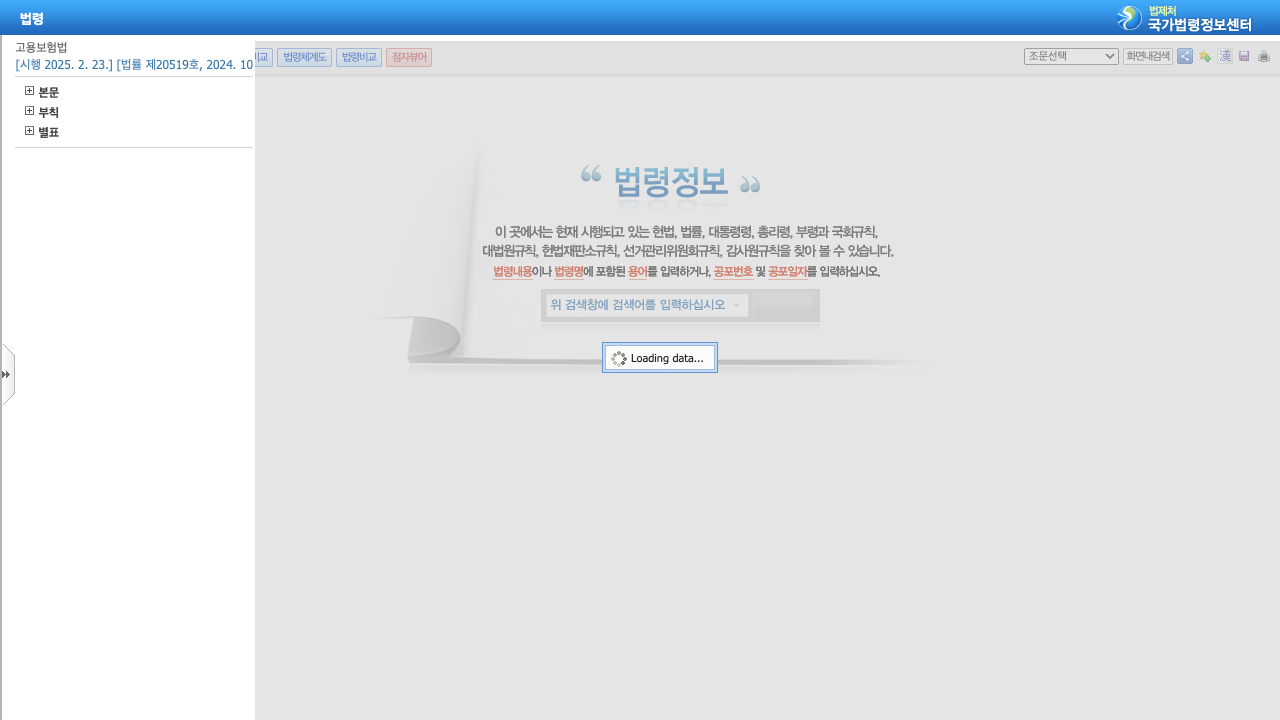 법령
법제처
국가법령정보센터
고용보험법
[시행 2025. 2. 23.] [법률 제20519호, 2024. 10
본문
부칙
별표
비교
법령체계도
법령비교
점자뷰어
조문선택
화면내검색
漢
“ 법령정보 ”
이 곳에서는 현재 시행되고 있는 헌법, 법률, 대통령령, 총리령, 부령과 국회규칙,
대법원규칙, 헌법재판소규칙, 선거관리위원회규칙, 감사원규칙을 찾아 볼 수 있습니다.
법령내용이나 법령명에 포함된 용어를 입력하거나, 공포번호 및 공포일자를 입력하십시오.
위 검색창에 검색어를 입력하십시오
Loading data...